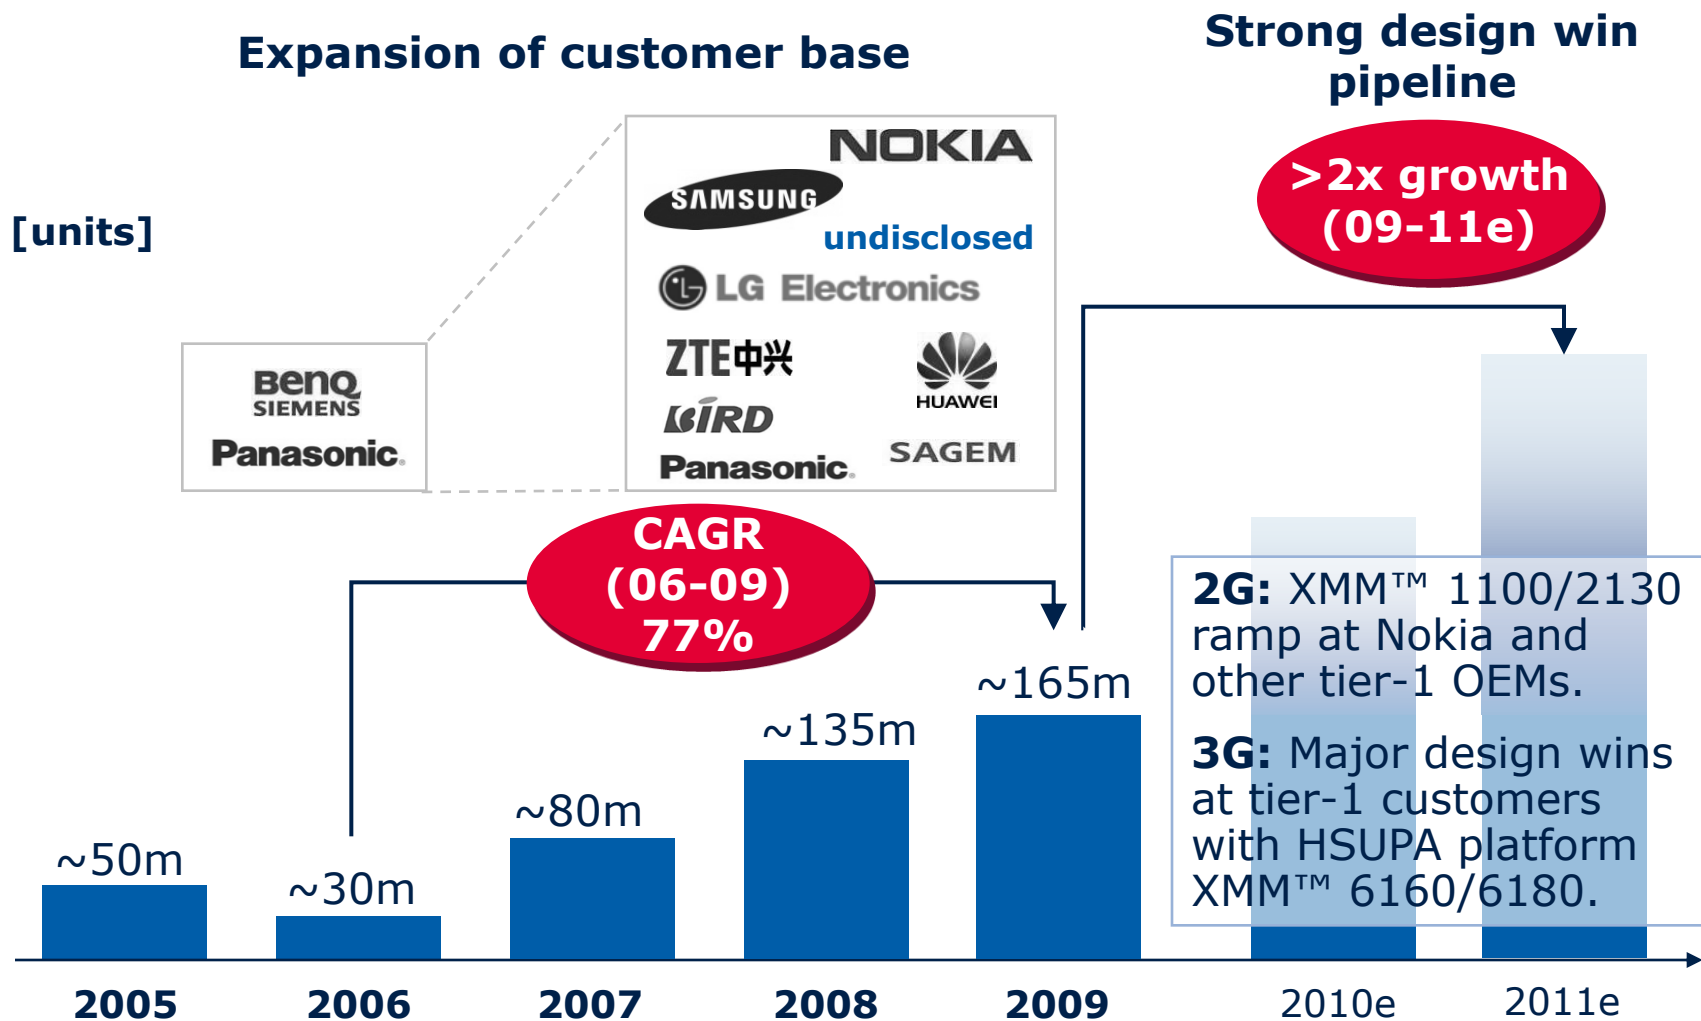 Expansion of customer base
Strong design win
pipeline
[units]
BenQ
SIEMENS
Panasonic
NOKIA
SAMSUNG
undisclosed
LG Electronics
ZTE中兴
HUAWEI
BIRD
SAGEM
Panasonic
>2x growth
(09-11e)
CAGR
(06-09)
77%
2G: XMM™ 1100/2130
ramp at Nokia and
other tier-1 OEMs.
3G: Major design wins
at tier-1 customers
with HSUPA platform
XMM™ 6160/6180.
~50m
~30m
~80m
~135m
~165m
2005
2006
2007
2008
2009
2010e
2011e